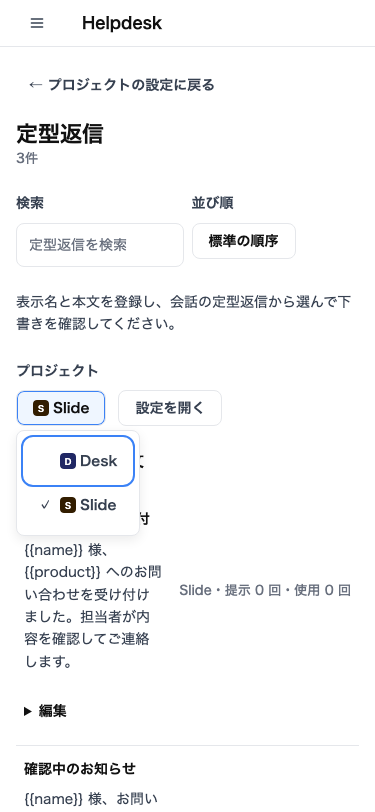 Helpdesk
← プロジェクトの設定に戻る
定型返信
3件
検索
並び順
定型返信を検索
標準の順序
表示名と本文を登録し、会話の定型返信から選んで下
書きを確認してください。
プロジェクト
S Slide
設定を開く
D Desk
✓ S Slide
付
{{name}} 様、
{{product}} へのお問
い合わせを受け付け
ました。担当者が内
容を確認してご連絡
します。
Slide・提示 0 回・使用 0 回
▶ 編集
確認中のお知らせ
{{name}} 様、お問い